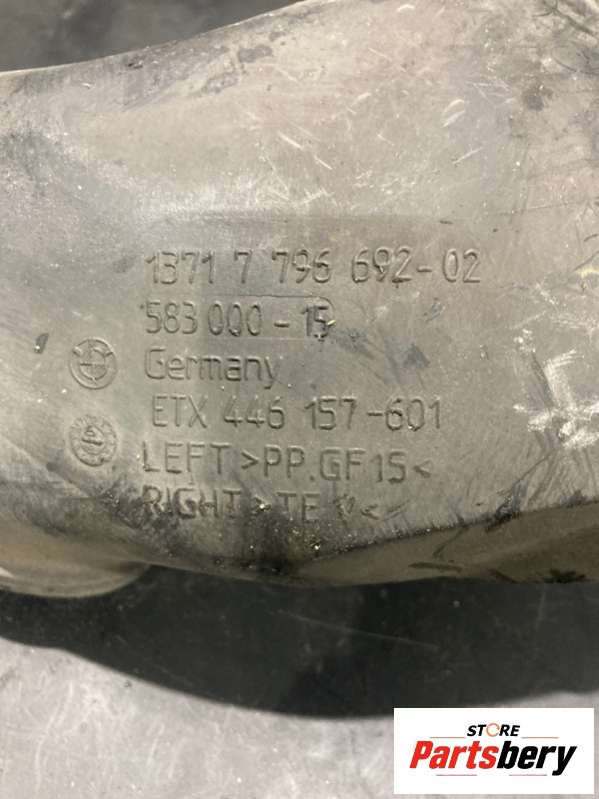 1371 7 796 692-02
583 000-15
Germany
ETX 446 157-601
LEFT >PP.GF15<
RIGHT >TE V<
STORE
Partsbery